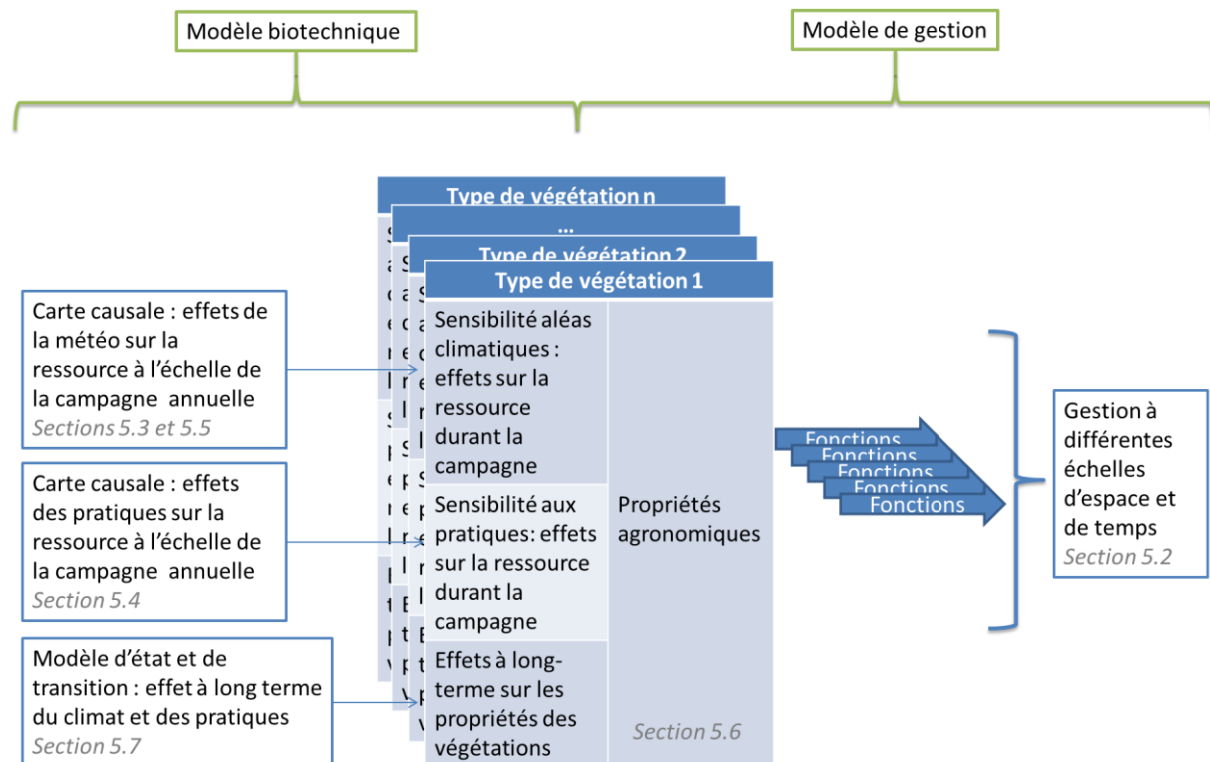 Modèle biotechnique
Modèle de gestion
Type de végétation n
...
Type de végétation 2
Type de végétation 1
Carte causale : effets de
la météo sur la
ressource à l'échelle de
la campagne annuelle
Sections 5.3 et 5.5
Carte causale : effets
des pratiques sur la
ressource à l'échelle de
la campagne annuelle
Section 5.4
Modèle d'état et de
transition : effet à long terme
du climat et des pratiques
Section 5.7
Sensibilité aléas
climatiques :
effets sur la
ressource
durant la
campagne
Sensibilité aux
pratiques: effets
sur la ressource
durant la
campagne
Effets à long-
terme sur les
propriétés des
végétations
Propriétés
agronomiques
Section 5.6
Fonctions
Fonctions
Fonctions
Fonctions
Fonctions
Gestion à
différentes
échelles
d'espace et
de temps
Section 5.2